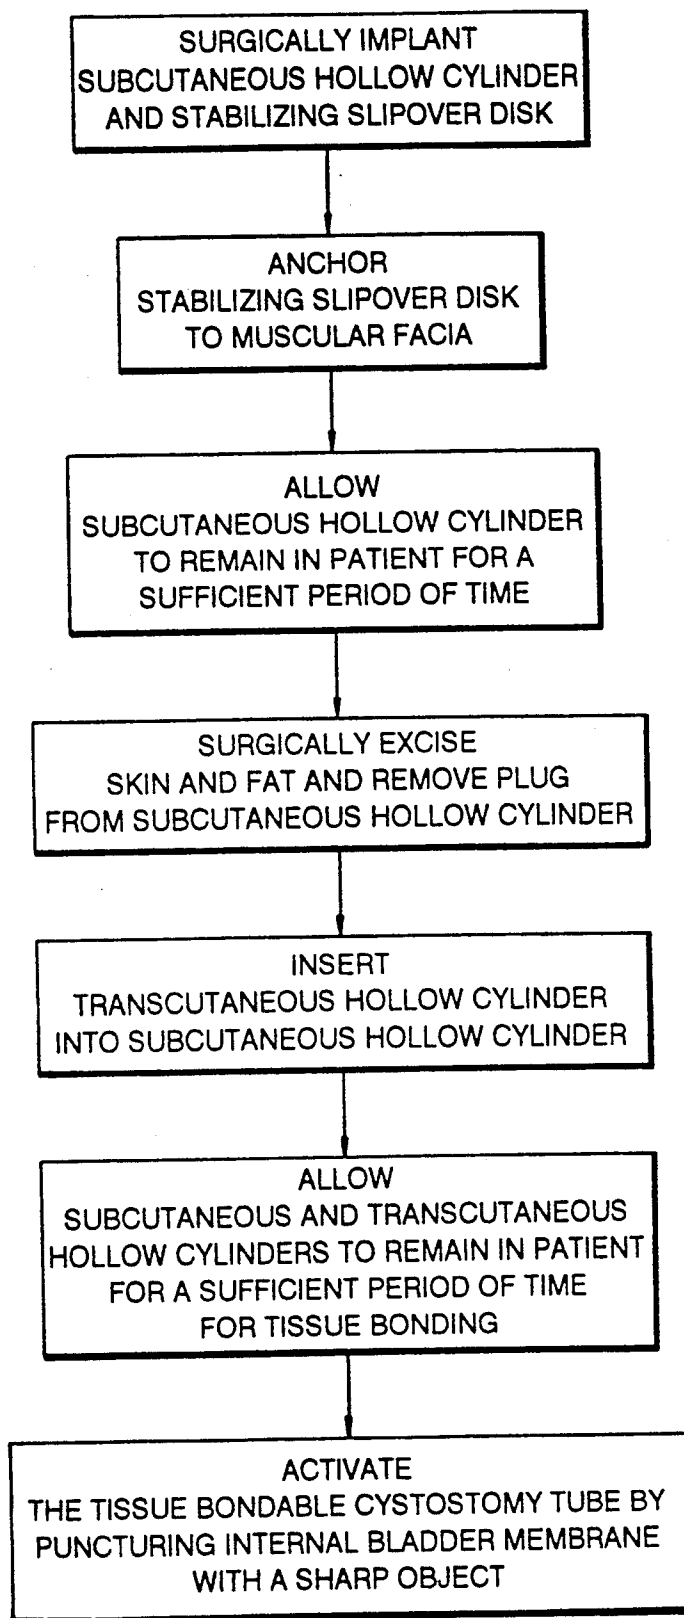 SURGICALLY IMPLANT
SUBCUTANEOUS HOLLOW CYLINDER
AND STABILIZING SLIPOVER DISK
ANCHOR
STABILIZING SLIPOVER DISK
TO MUSCULAR FACIA
ALLOW
SUBCUTANEOUS HOLLOW CYLINDER
TO REMAIN IN PATIENT FOR A
SUFFICIENT PERIOD OF TIME
SURGICALLY EXCISE
SKIN AND FAT AND REMOVE PLUG
FROM SUBCUTANEOUS HOLLOW CYLINDER
INSERT
TRANSCUTANEOUS HOLLOW CYLINDER
INTO SUBCUTANEOUS HOLLOW CYLINDER
ALLOW
SUBCUTANEOUS AND TRANSCUTANEOUS
HOLLOW CYLINDERS TO REMAIN IN PATIENT
FOR A SUFFICIENT PERIOD OF TIME
FOR TISSUE BONDING
ACTIVATE
THE TISSUE BONDABLE CYSTOSTOMY TUBE BY
PUNCTURING INTERNAL BLADDER MEMBRANE
WITH A SHARP OBJECT